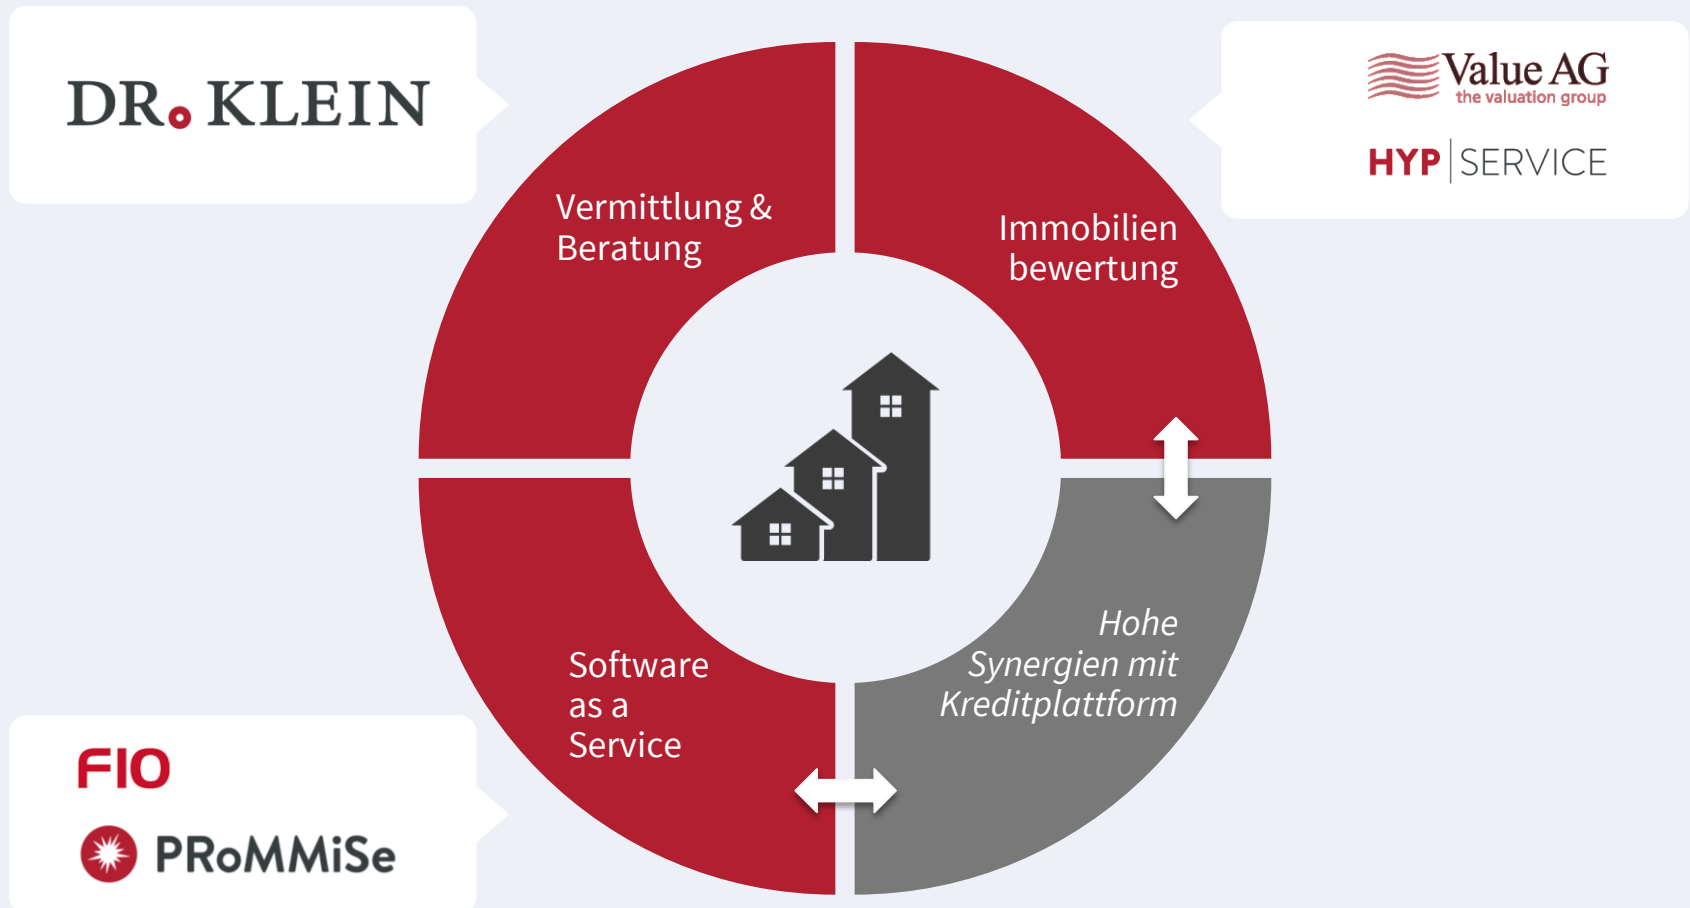 DR. KLEIN
Value AG
the valuation group
HYP|SERVICE
Vermittlung &
Beratung
Immobilien
bewertung
Software
as a
Service
Hohe
Synergien mit
Kreditplattform
FIO
PRoMMiSe